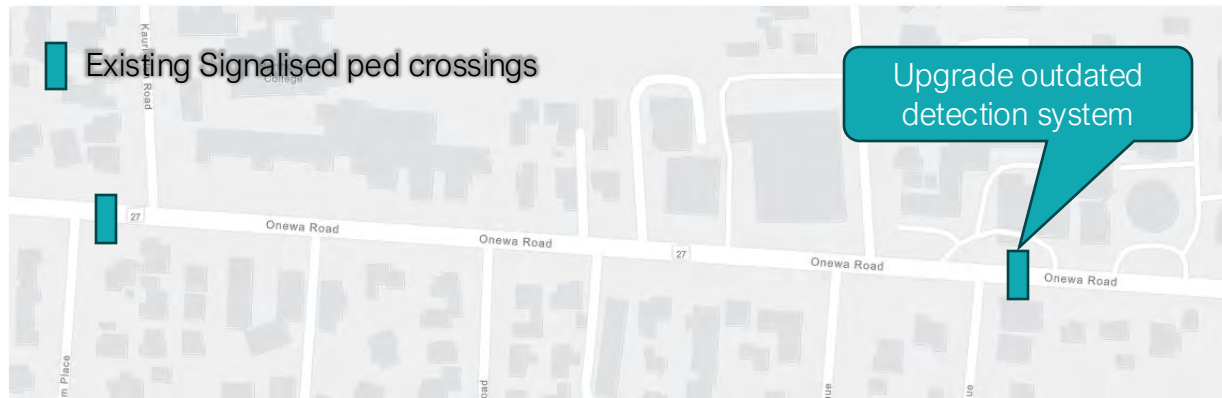 Existing Signalised ped crossings
College
Road
Upgrade outdated
detection system
27
Onewa Road
Onewa Road
27
Onewa Road
Onewa Road
Place